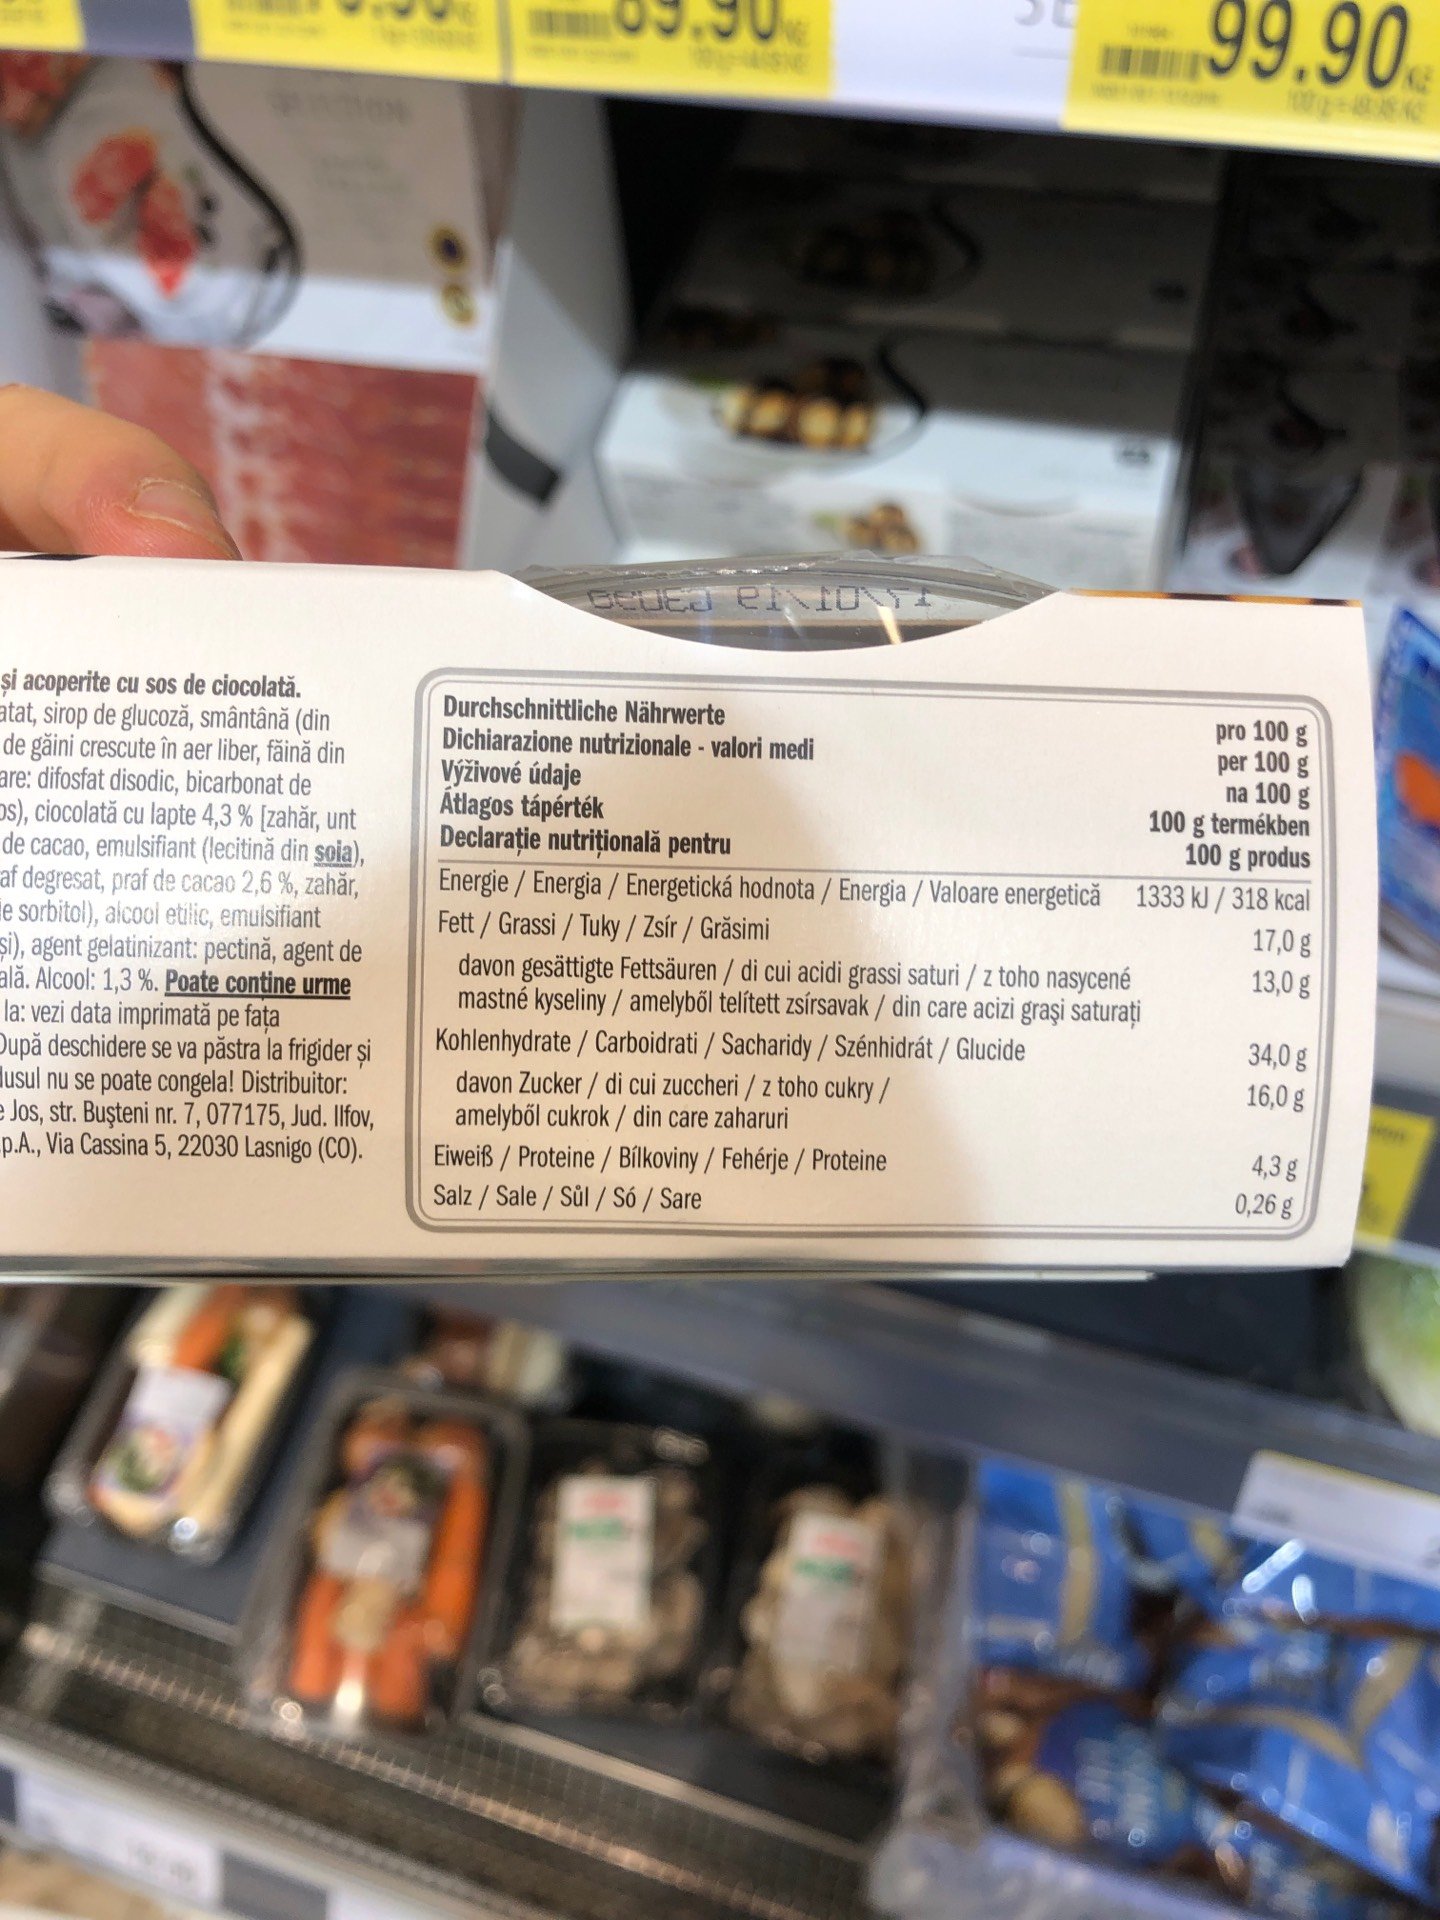 89.90
99.90
17/01/19
și acoperite cu sos de ciocolată.
sirop de glucoză, smântână (din
de găini crescute în aer liber, făină din
difosfat disodic, bicarbonat de
ciocolată cu lapte 4,3 % [zahăr, unt
de cacao, emulsifiant (lecitină din soia),
degresat, praf de cacao 2,6 %, zahăr,
sorbitol), alcool etilic, emulsifiant
agent gelatinizant: pectină, agent de
Alcool: 1,3 %. Poate conține urme
la: vezi data imprimată pe fața
După deschidere se va păstra la frigider și
nu se poate congela! Distribuitor:
Jos, str. Buşteni nr. 7, 077175, Jud. Ilfov,
p.A., Via Cassina 5, 22030 Lasnigo (CO).
Durchschnittliche Nährwerte pro 100 g
Dichiarazione nutrizionale - valori medi per 100 g
Výživové údaje na 100 g
Átlagos tápérték 100 g termékben
Declarație nutrițională pentru 100 g produs
Energie / Energia / Energetická hodnota / Energia / Valoare energetică 1333 kJ / 318 kcal
Fett / Grassi / Tuky / Zsír / Grăsimi 17,0 g
davon gesättigte Fettsäuren / di cui acidi grassi saturi / z toho nasycené 13,0 g
mastné kyseliny / amelyből telített zsírsavak / din care acizi grași saturați
Kohlenhydrate / Carboidrati / Sacharidy / Szénhidrát / Glucide 34,0 g
davon Zucker / di cui zuccheri / z toho cukry / 16,0 g
amelyből cukrok / din care zaharuri
Eiweiß / Proteine / Bílkoviny / Fehérje / Proteine 4,3 g
Salz / Sale / Sůl / Só / Sare 0,26 g